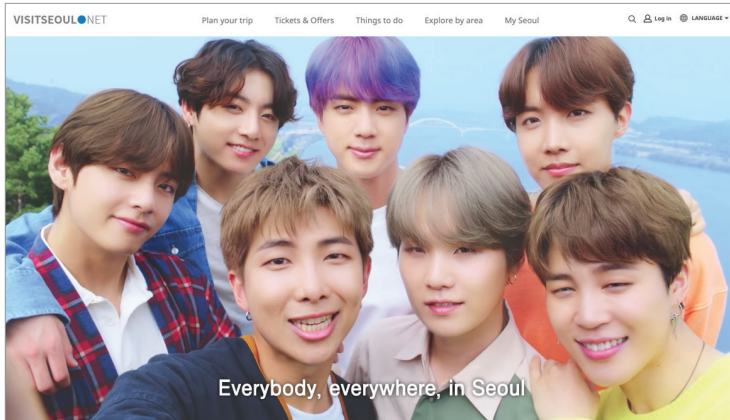 VISITSEOUL NET
Plan your trip Tickets & Offers Things to do Explore by area My Seoul
Log in LANGUAGE
Everybody, everywhere, in Seoul